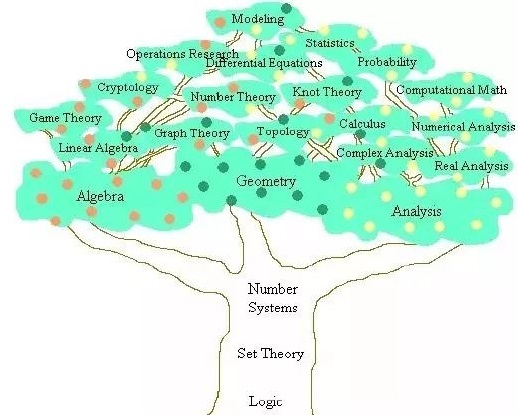 Modeling
Statistics
Operations Research
Differential Equations
Probability
Cryptology
Number Theory
Knot Theory
Computational Math
Game Theory
Graph Theory
Topology
Calculus
Numerical Analysis
Linear Algebra
Complex Analysis
Real Analysis
Algebra
Geometry
Analysis
Number
Systems
Set Theory
Logic